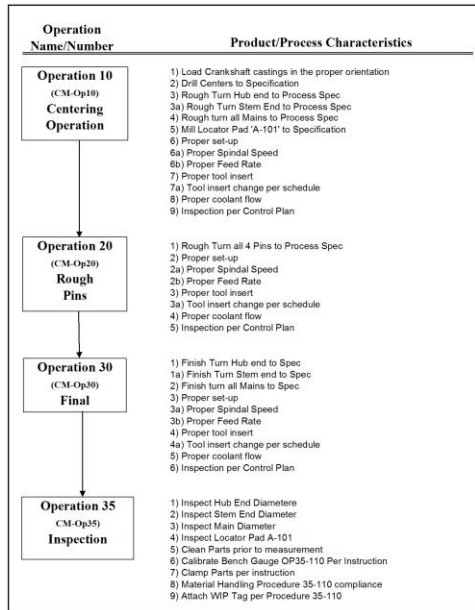 Operation
Name/Number
Product/Process Characteristics
Operation 10
(CM-Op10)
Centering
Operation
1) Load Crankshaft castings in the proper orientation
2) Drill Centers to Specification
3) Rough Turn Hub end to Process Spec
3a) Rough Turn Stem End to Process Spec
4) Rough turn all Mains to Process Spec
5) Mill Locator Pad 'A-101' to Specification
6) Proper set-up
6a) Proper Spindal Speed
6b) Proper Feed Rate
7) Proper tool insert
7a) Tool insert change per schedule
8) Proper coolant flow
9) Inspection per Control Plan
Operation 20
(CM-Op20)
Rough
Pins
1) Rough Turn all 4 Pins to Process Spec
2) Proper set-up
2a) Proper Spindal Speed
2b) Proper Feed Rate
3) Proper tool insert
3a) Tool insert change per schedule
4) Proper coolant flow
5) Inspection per Control Plan
Operation 30
(CM-Op30)
Final
1) Finish Turn Hub end to Spec
1a) Finish Turn Stem end to Spec
2) Finish turn all Mains to Spec
3) Proper set-up
3a) Proper Spindal Speed
3b) Proper Feed Rate
4) Proper tool insert
4a) Tool insert change per schedule
5) Proper coolant flow
6) Inspection per Control Plan
Operation 35
CM-Op35)
Inspection
1) Inspect Hub End Diametere
2) Inspect Stem End Diameter
3) Inspect Main Diameter
4) Inspect Locator Pad A-101
5) Clean Parts prior to measurement
6) Calibrate Bench Gauge OP35-110 Per Instruction
7) Clamp Parts per instruction
8) Material Handling Procedure 35-110 compliance
9) Attach WIP Tag per Procedure 35-110